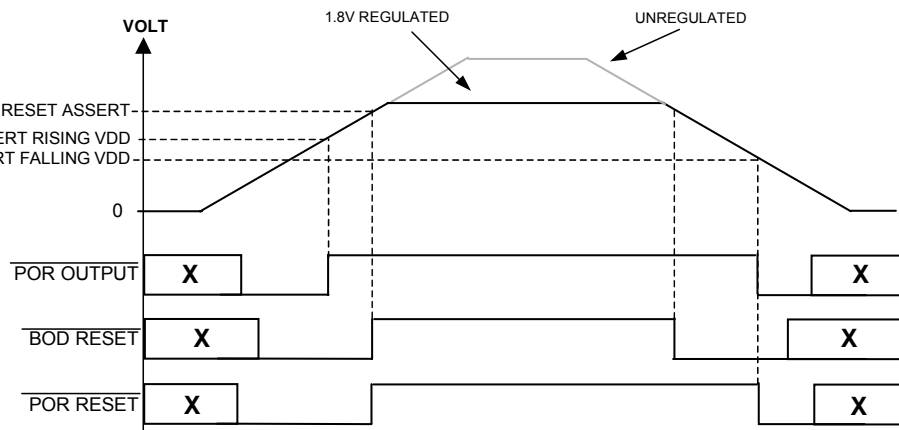 1.8V REGULATED
UNREGULATED
VOLT
RESET ASSERT
ERT RISING VDD
RT FALLING VDD
0
POR OUTPUT
X
X
BOD RESET
X
X
POR RESET
X
X